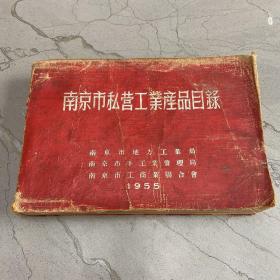 南京市私营工業產品目錄
南京市地方工業局
南京市手工業管理局
南京市工商業聯合會
1955